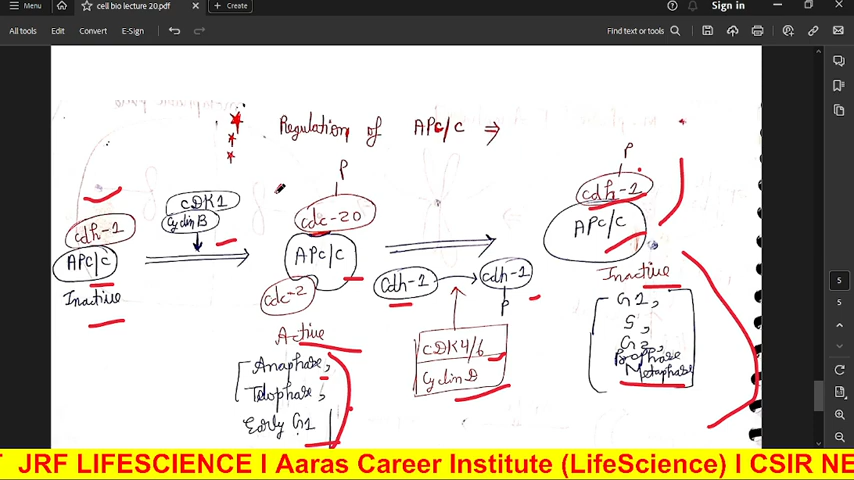 Menu
cell bio lecture 20.pdf
Create
Sign in
All tools Edit Convert E-Sign
Find text or tools
Regulation of APC/C ⇒
P
cdh-1
APC/C
Inactive
CDK1
Cyclin B
P
cdc-20
APC/C
cdc-2
Active
Anaphase,
Telophase,
Early G1
Cdh-1
cdh-1
P
CDK4/6
Cyclin D
cdh-1
APC/C
Inactive
G1,
S,
G2,
Prophase
Metaphase
5
5
JRF LIFESCIENCE I Aaras Career Institute (LifeScience) I CSIR NE